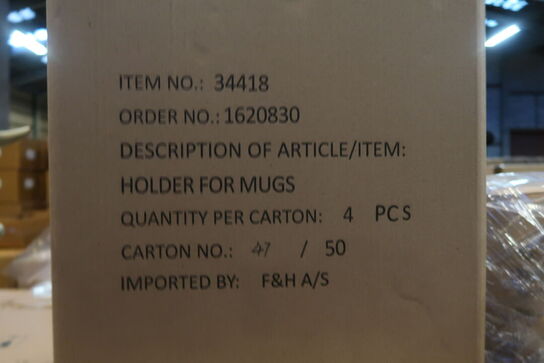 ITEM NO.: 34418
ORDER NO.: 1620830
DESCRIPTION OF ARTICLE/ITEM:
HOLDER FOR MUGS
QUANTITY PER CARTON: 4 PCS
CARTON NO.: 47 / 50
IMPORTED BY: F&H A/S